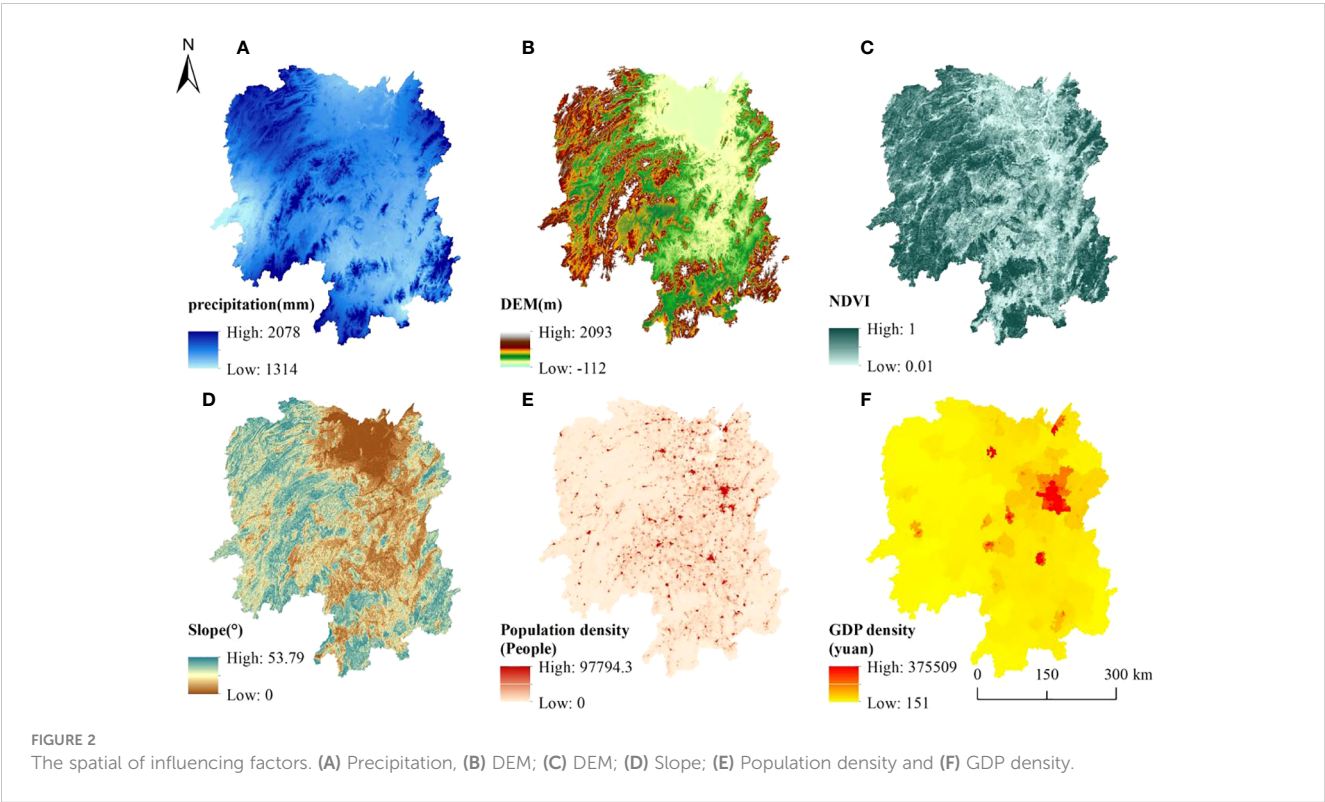 N
A
B
C
precipitation(mm)
High: 2078
Low: 1314
DEM(m)
High: 2093
Low: -112
NDVI
High: 1
Low: 0.01
D
E
F
Slope(°)
High: 53.79
Low: 0
Population density
(People)
High: 97794.3
Low: 0
GDP density
(yuan)
High: 375509
Low: 151
0 150 300 km
FIGURE 2
The spatial of influencing factors. (A) Precipitation, (B) DEM; (C) DEM; (D) Slope; (E) Population density and (F) GDP density.